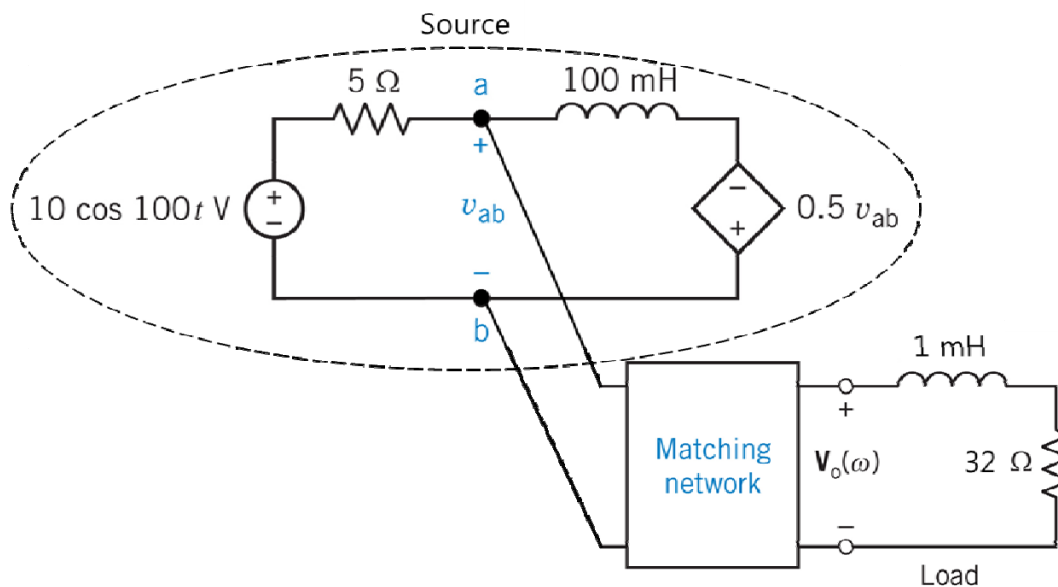 Source
5 Ω
a
100 mH
+
10 cos 100t V
+
−
v_ab
−
+
0.5 v_ab
−
b
1 mH
+
Matching
network
V_o(ω)
32 Ω
−
Load